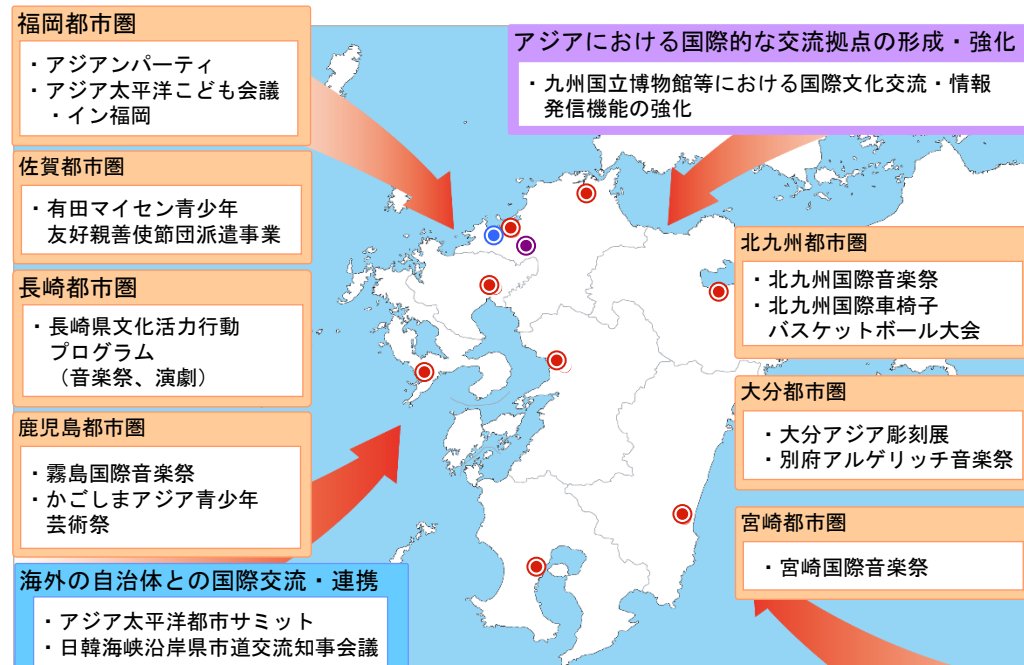 福岡都市圏
・アジアンパーティ
・アジア太平洋こども会議
・イン福岡
佐賀都市圏
・有田マイセン青少年
友好親善使節団派遣事業
長崎都市圏
・長崎県文化活力行動
プログラム
（音楽祭、演劇）
鹿児島都市圏
・霧島国際音楽祭
・かごしまアジア青少年
芸術祭
海外の自治体との国際交流・連携
・アジア太平洋都市サミット
・日韓海峡沿岸県市道交流知事会議
アジアにおける国際的な交流拠点の形成・強化
・九州国立博物館等における国際文化交流・情報
発信機能の強化
北九州都市圏
・北九州国際音楽祭
・北九州国際車椅子
バスケットボール大会
大分都市圏
・大分アジア彫刻展
・別府アルゲリッチ音楽祭
宮崎都市圏
・宮崎国際音楽祭